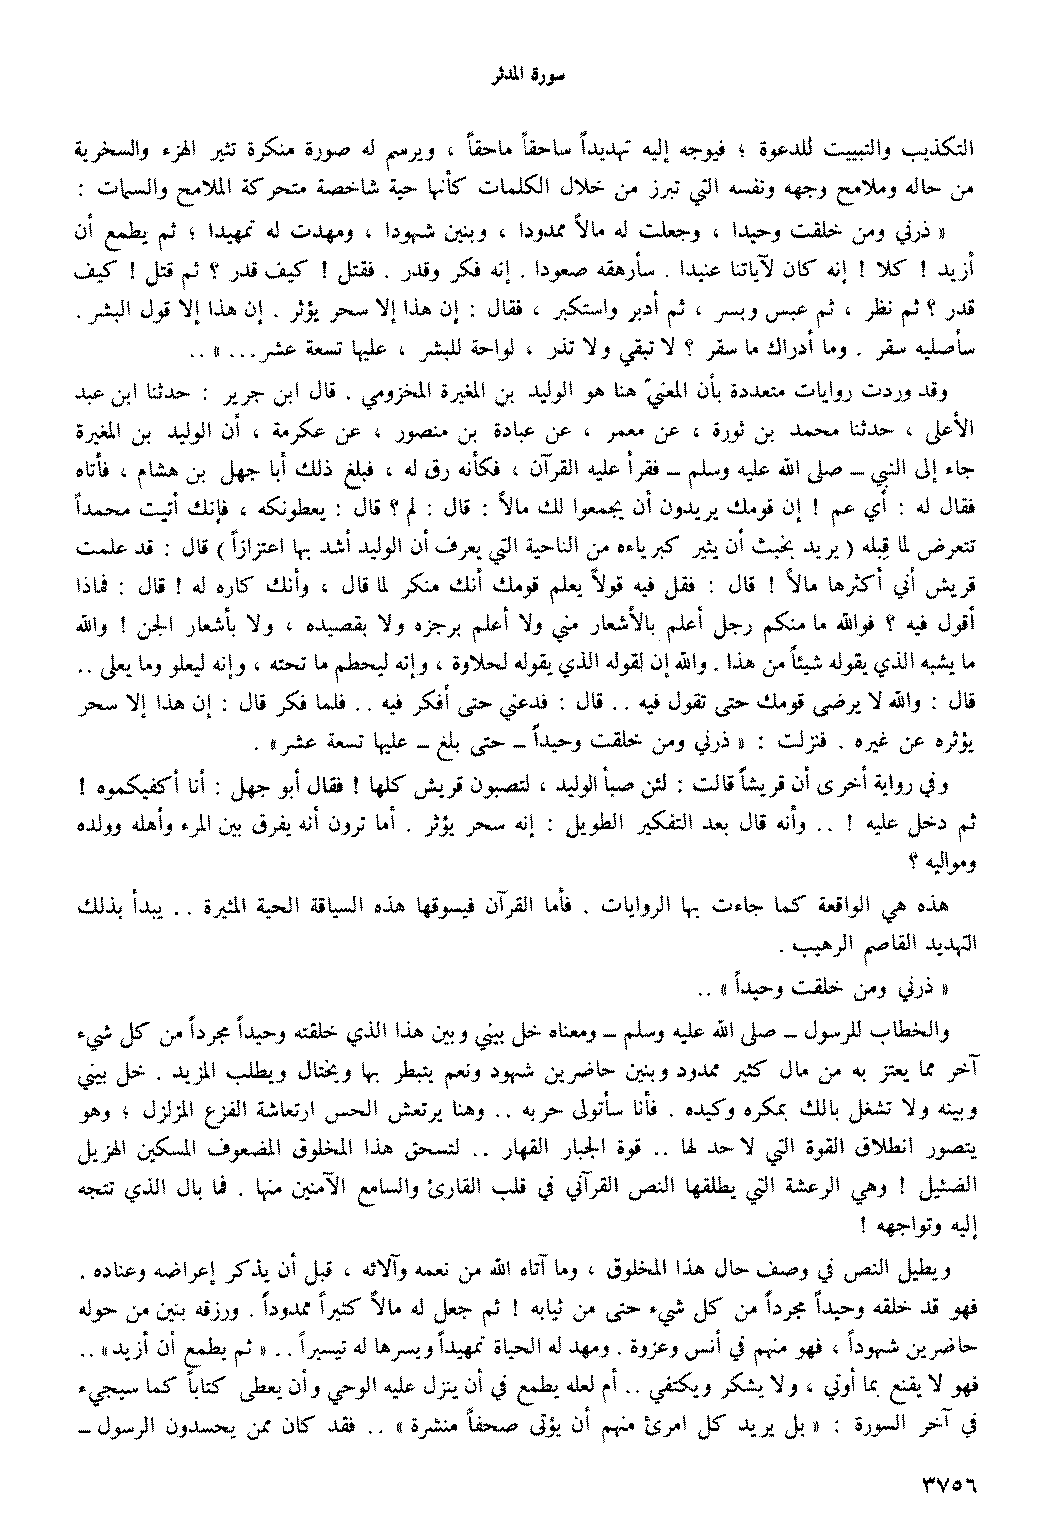 سورة المدثر
التكذيب والتبييت للدعوة ؛ فيوجه إليه تهديداً ساحقاً ماحقاً ، ويرسم له صورة منكرة تثير الهزء والسخرية
من حاله وملامح وجهه ونفسه التي تبرز من خلال الكلمات كأنها حية شاخصة متحركة الملامح والسمات :
« ذرني ومن خلقت وحيدا ، وجعلت له مالاً ممدودا ، وبنين شهودا ، ومهدت له تمهيدا ؛ ثم يطمع أن
أزيد ! كلا ! إنه كان لآياتنا عنيدا . سأرهقه صعودا . إنه فكر وقدر . فقتل ! كيف قدر ؟ ثم قتل ! كيف
قدر ؟ ثم نظر ، ثم عبس وبسر ، ثم أدبر واستكبر ، فقال : إن هذا إلا سحر يؤثر . إن هذا إلا قول البشر .
سأصليه سقر . وما أدراك ما سقر ؟ لا تبقي ولا تذر ، لواحة للبشر ، عليها تسعة عشر... » ..
وقد وردت روايات متعددة بأن المعنيّ هنا هو الوليد بن المغيرة المخزومي . قال ابن جرير : حدثنا ابن عبد
الأعلى ، حدثنا محمد بن ثورة ، عن معمر ، عن عبادة بن منصور ، عن عكرمة ، أن الوليد بن المغيرة
جاء إلى النبي ــ صلى الله عليه وسلم ــ فقرأ عليه القرآن ، فكأنه رق له ، فبلغ ذلك أبا جهل بن هشام ، فأتاه
فقال له : أي عم ! إن قومك يريدون أن يجمعوا لك مالاً : قال : لم ؟ قال : يعطونكه ، فإنك أتيت محمداً
تتعرض لما قِبله ( يريد بخبث أن يثير كبرياءه من الناحية التي يعرف أن الوليد أشد بها اعتزازاً ) قال : قد علمت
قريش أني أكثرها مالاً ! قال : فقل فيه قولاً يعلم قومك أنك منكر لما قال ، وأنك كاره له ! قال : فماذا
أقول فيه ؟ فوالله ما منكم رجل أعلم بالأشعار مني ولا أعلم برجزه ولا بقصيده ، ولا بأشعار الجن ! والله
ما يشبه الذي يقوله شيئاً من هذا . والله إن لقوله الذي يقوله لحلاوة ، وإنه ليحطم ما تحته ، وإنه ليعلو وما يعلى ..
قال : والله لا يرضى قومك حتى تقول فيه .. قال : فدعني حتى أفكر فيه .. فلما فكر قال : إن هذا إلا سحر
يؤثره عن غيره . فنزلت : « ذرني ومن خلقت وحيداً ــ حتى بلغ ــ عليها تسعة عشر» .
وفي رواية أخرى أن قريشاً قالت : لئن صبأ الوليد ، لتصبون قريش كلها ! فقال أبو جهل : أنا أكفيكموه !
ثم دخل عليه ! .. وأنه قال بعد التفكير الطويل : إنه سحر يؤثر . أما ترون أنه يفرق بين المرء وأهله وولده
ومواليه ؟
هذه هي الواقعة كما جاءت بها الروايات . فأما القرآن فيسوقها هذه السياقة الحية المثيرة .. يبدأ بذلك
التهديد القاصم الرهيب .
« ذرني ومن خلقت وحيداً » ..
والخطاب للرسول ــ صلى الله عليه وسلم ــ ومعناه خل بيني وبين هذا الذي خلقته وحيداً مجرداً من كل شيء
آخر مما يعتز به من مال كثير ممدود وبنين حاضرين شهود ونعم يتبطر بها ويختال ويطلب المزيد . خل بيني
وبينه ولا تشغل بالك بمكره وكيده . فأنا سأتولى حربه .. وهنا يرتعش الحس ارتعاشة الفزع المزلزل ؛ وهو
يتصور انطلاق القوة التي لا حد لها .. قوة الجبار القهار .. لتسحق هذا المخلوق المضعوف المسكين الهزيل
الضئيل ! وهي الرعشة التي يطلقها النص القرآني في قلب القارئ والسامع الآمنين منها . فما بال الذي تتجه
إليه وتواجهه !
ويطيل النص في وصف حال هذا المخلوق ، وما آتاه الله من نعمه وآلائه ، قبل أن يذكر إعراضه وعناده .
فهو قد خلقه وحيداً مجرداً من كل شيء حتى من ثيابه ! ثم جعل له مالاً كثيراً ممدوداً . ورزقه بنين من حوله
حاضرين شهوداً ، فهو منهم في أنس وعزوة . ومهد له الحياة تمهيداً ويسرها له تيسيراً .. « ثم يطمع أن أزيد» ..
فهو لا يقنع بما أوتي ، ولا يشكر ويكتفي .. أم لعله يطمع في أن ينزل عليه الوحي وأن يعطى كتاباً كما سيجيء
في آخر السورة : « بل يريد كل امرئ منهم أن يؤتى صحفاً منشرة » .. فقد كان ممن يحسدون الرسول ــ
٣٧٥٦